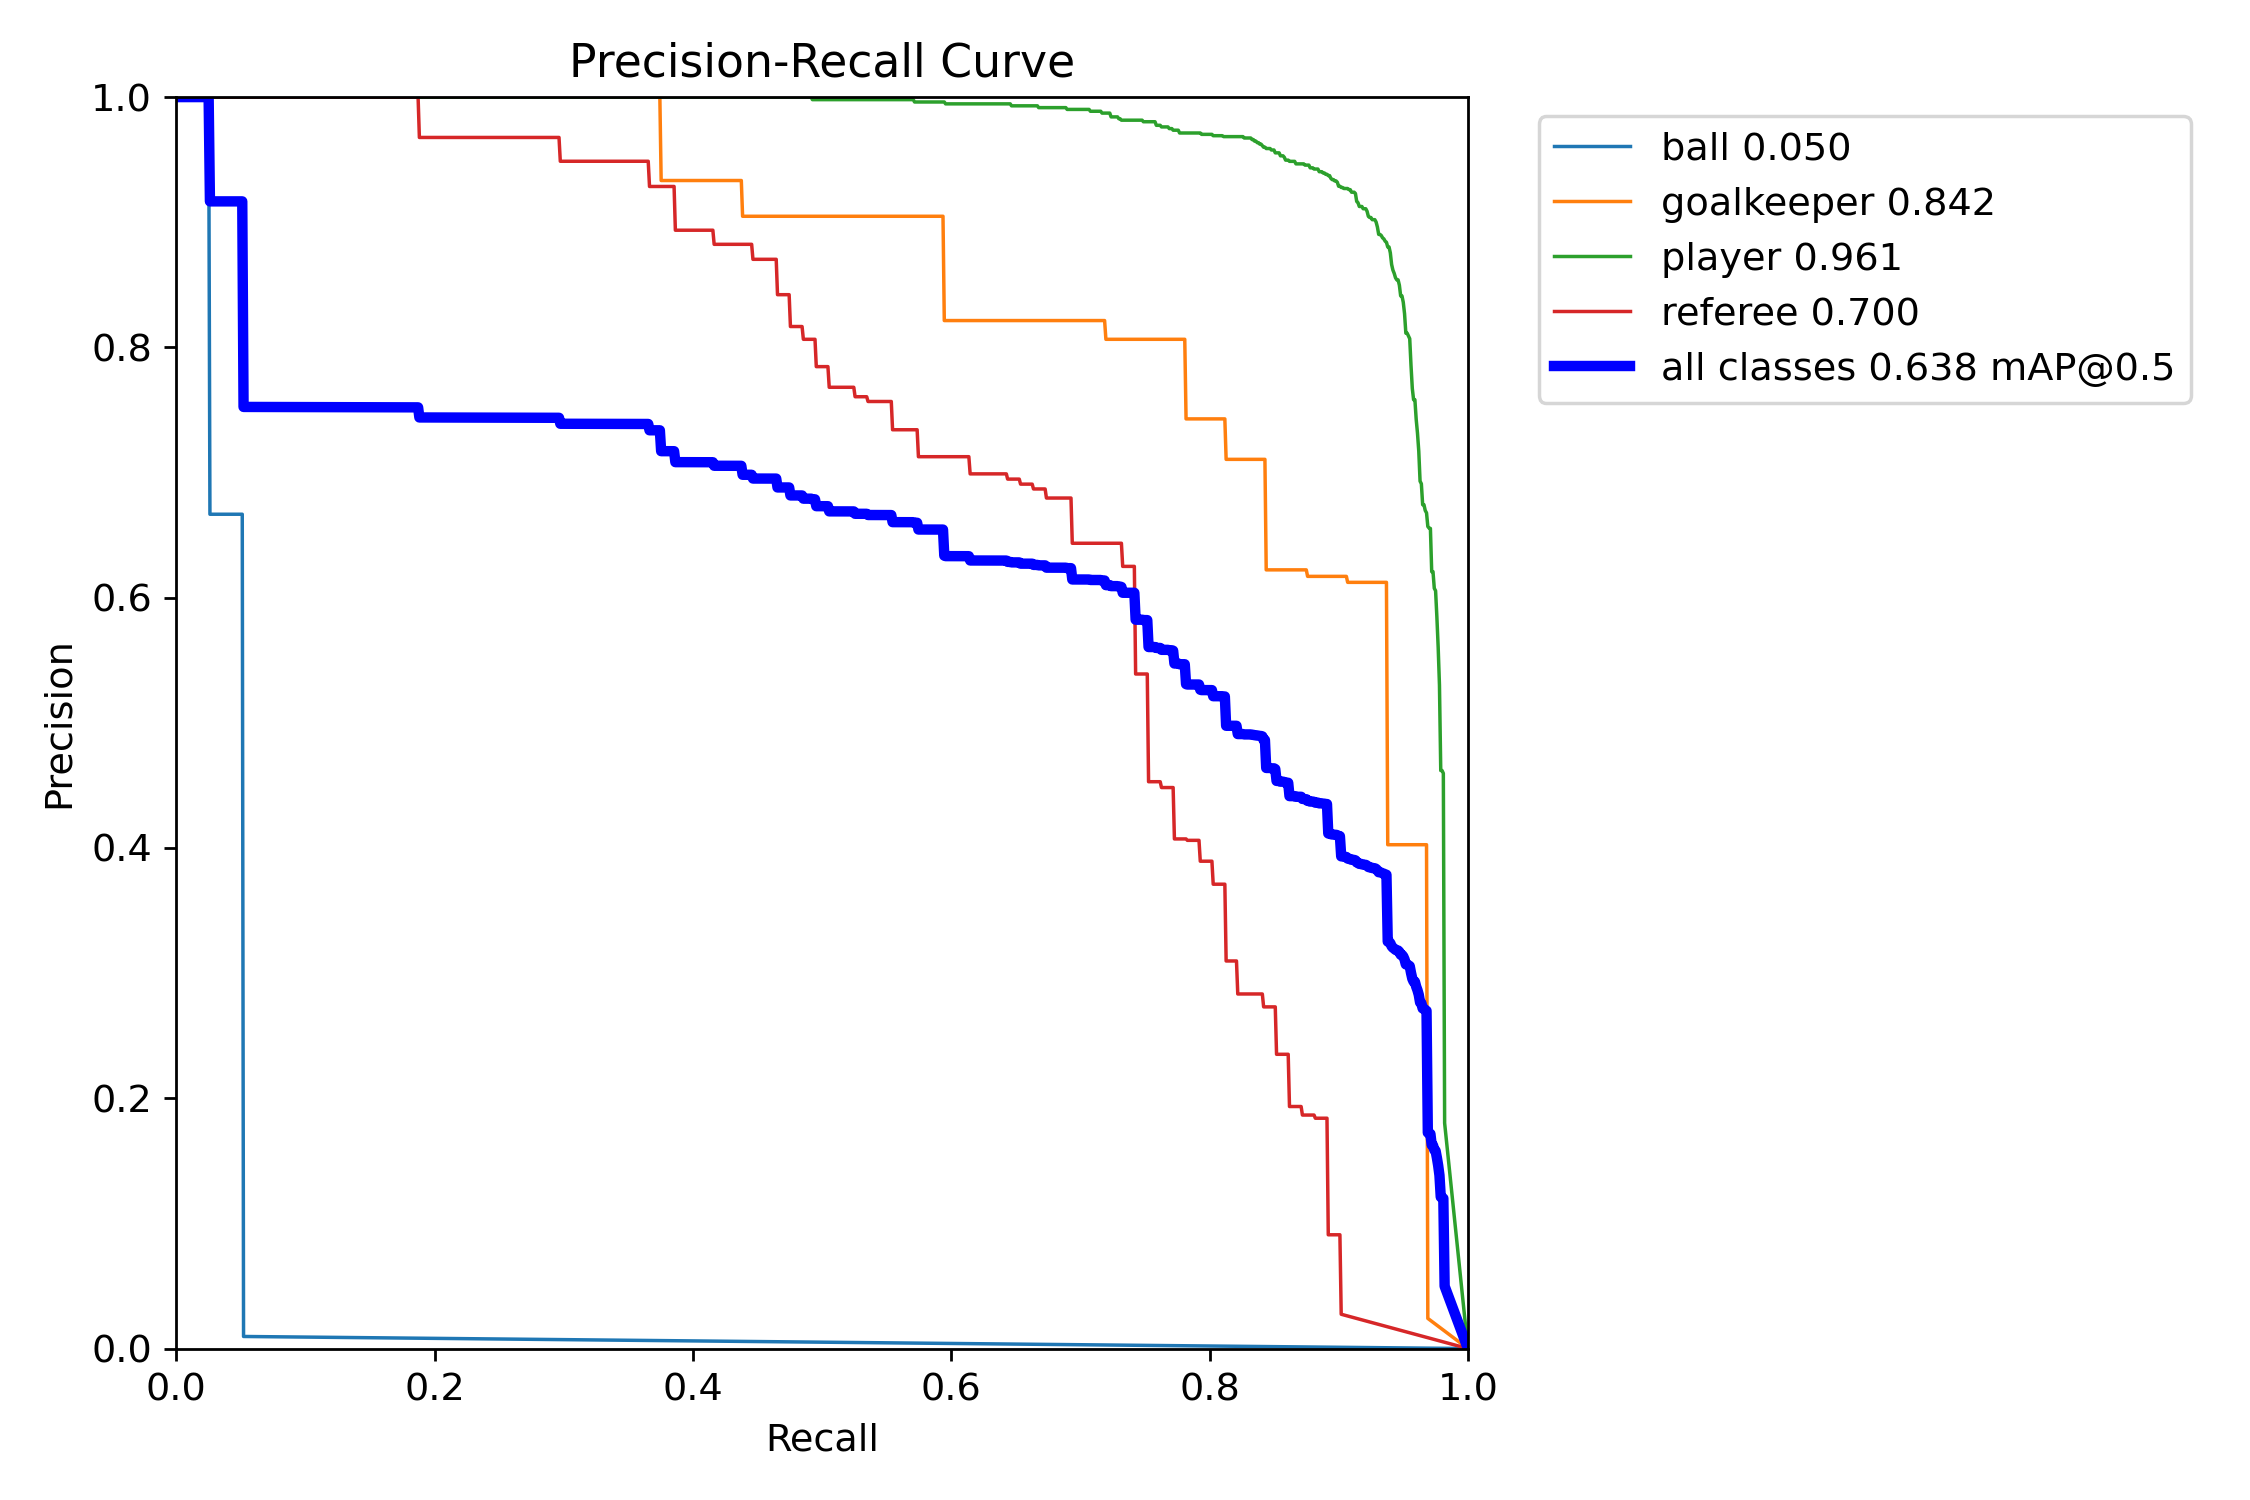 Precision-Recall Curve
1.0
0.8
0.6
0.4
0.2
0.0
Precision
0.0 0.2 0.4 0.6 0.8 1.0
Recall
ball 0.050
goalkeeper 0.842
player 0.961
referee 0.700
all classes 0.638 mAP@0.5